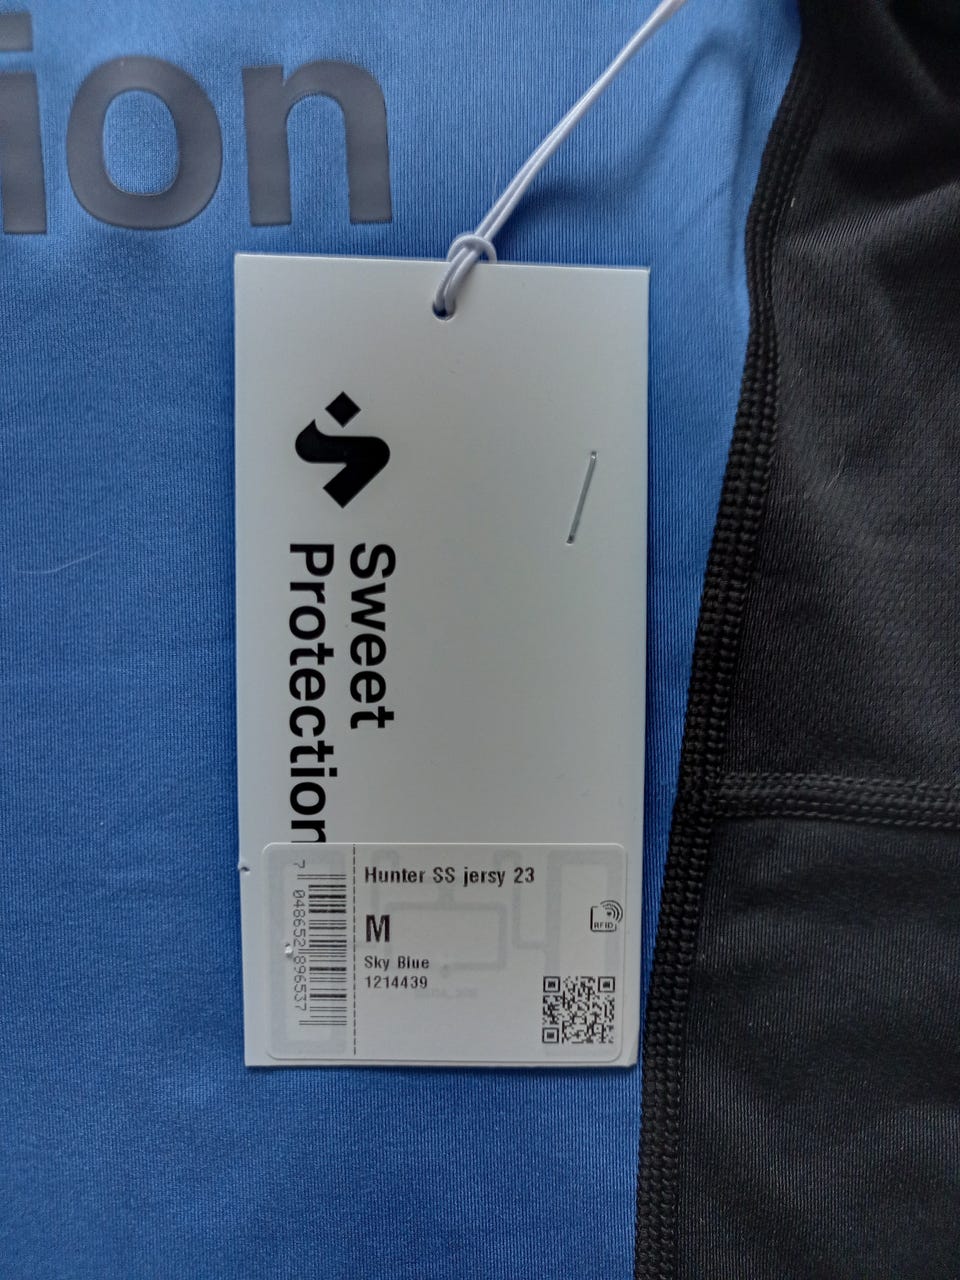 ion
Sweet
Protection
Hunter SS jersy 23
M
Sky Blue
1214439
RFID
7 048652 896537